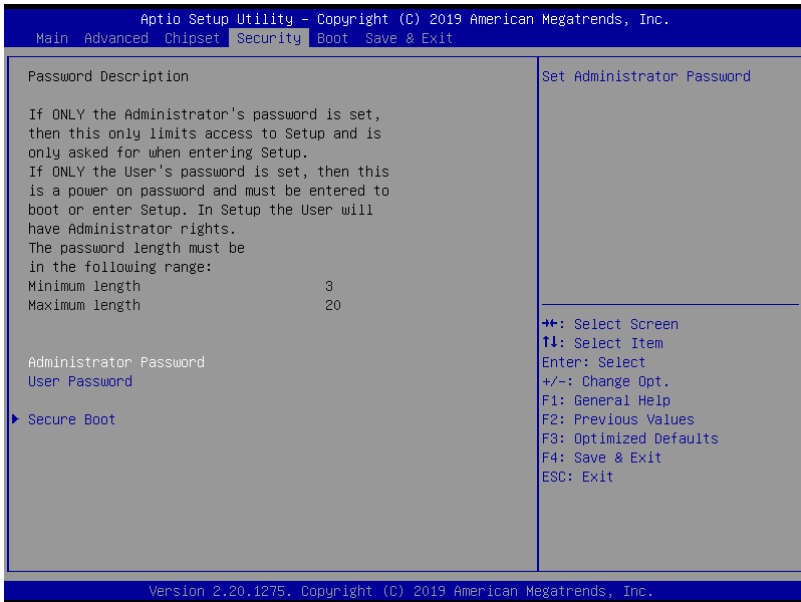 Aptio Setup Utility – Copyright (C) 2019 American Megatrends, Inc.
Main Advanced Chipset Security Boot Save & Exit
Password Description
If ONLY the Administrator's password is set,
then this only limits access to Setup and is
only asked for when entering Setup.
If ONLY the User's password is set, then this
is a power on password and must be entered to
boot or enter Setup. In Setup the User will
have Administrator rights.
The password length must be
in the following range:
Minimum length 3
Maximum length 20
Administrator Password
User Password
Secure Boot
Set Administrator Password
→←: Select Screen
↑↓: Select Item
Enter: Select
+/-: Change Opt.
F1: General Help
F2: Previous Values
F3: Optimized Defaults
F4: Save & Exit
ESC: Exit
Version 2.20.1275. Copyright (C) 2019 American Megatrends, Inc.